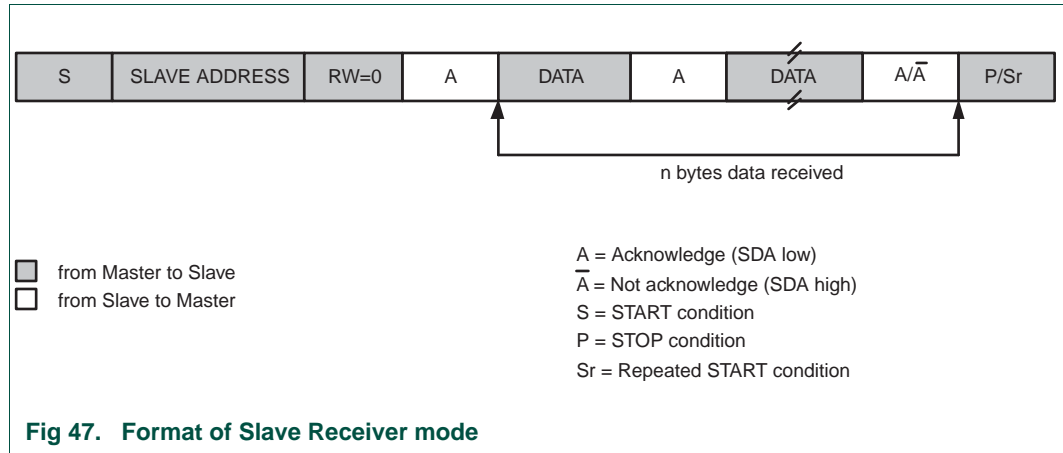 S SLAVE ADDRESS RW=0 A DATA A DATA A/A̅ P/Sr
n bytes data received
from Master to Slave
from Slave to Master
A = Acknowledge (SDA low)
A̅ = Not acknowledge (SDA high)
S = START condition
P = STOP condition
Sr = Repeated START condition
Fig 47. Format of Slave Receiver mode